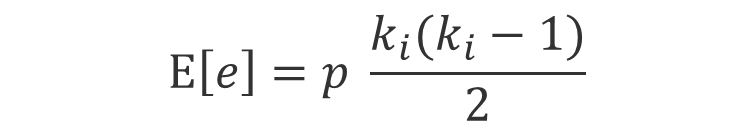 E[e] = p k_i(k_i − 1) / 2